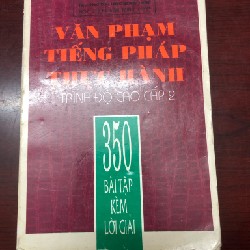 VĂN PHẠM
TIẾNG PHÁP
THỰC HÀNH
TRÌNH ĐỘ CAO CẤP 2
350
BÀI TẬP
KÈM
LỜI GIẢI